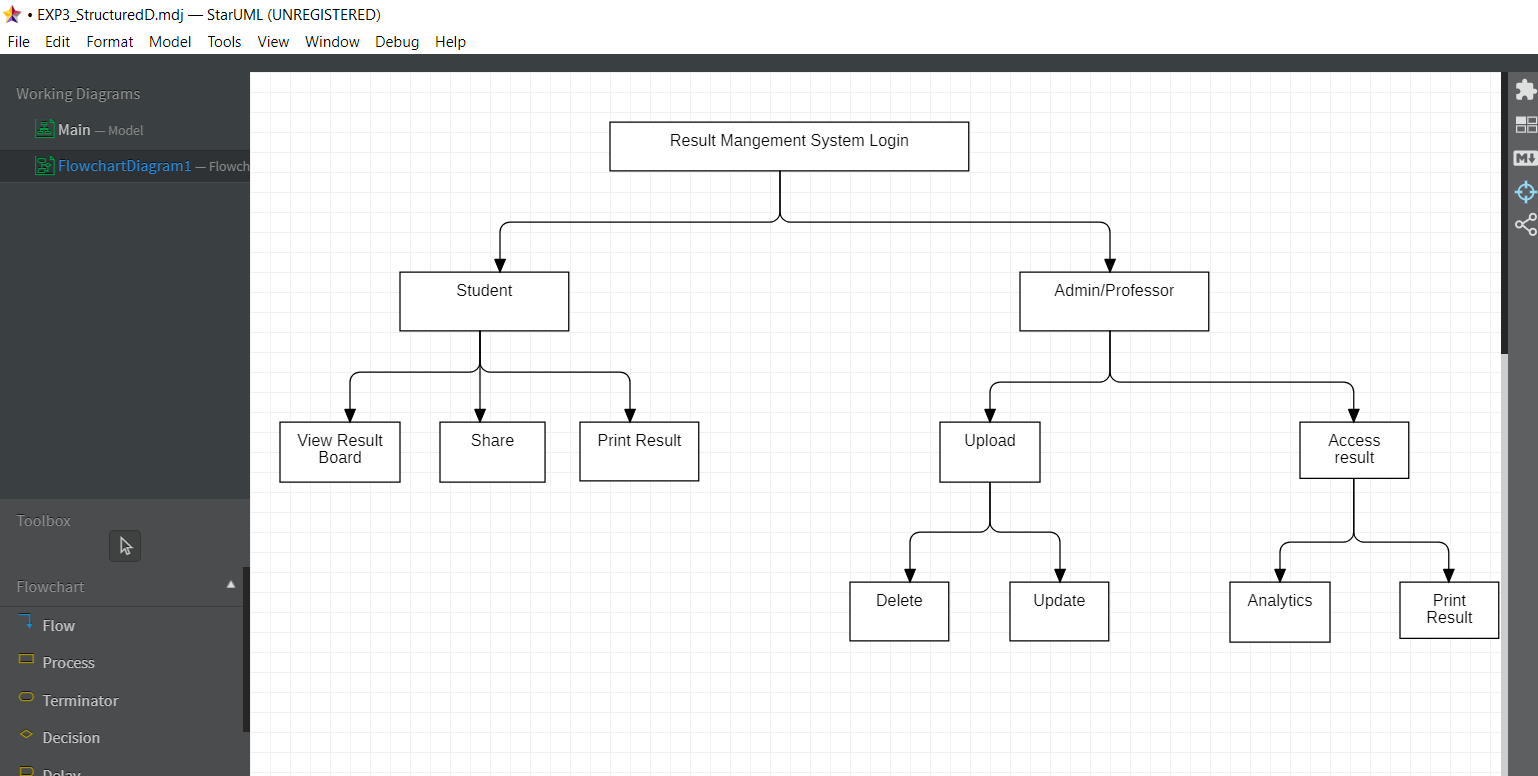 • EXP3_StructuredD.mdj — StarUML (UNREGISTERED)
File Edit Format Model Tools View Window Debug Help
Working Diagrams
Main — Model
FlowchartDiagram1 — Flowch
Toolbox
Flowchart
Flow
Process
Terminator
Decision
Delay
Result Mangement System Login
Student
Admin/Professor
View Result
Board
Share
Print Result
Upload
Access
result
Delete
Update
Analytics
Print
Result
M